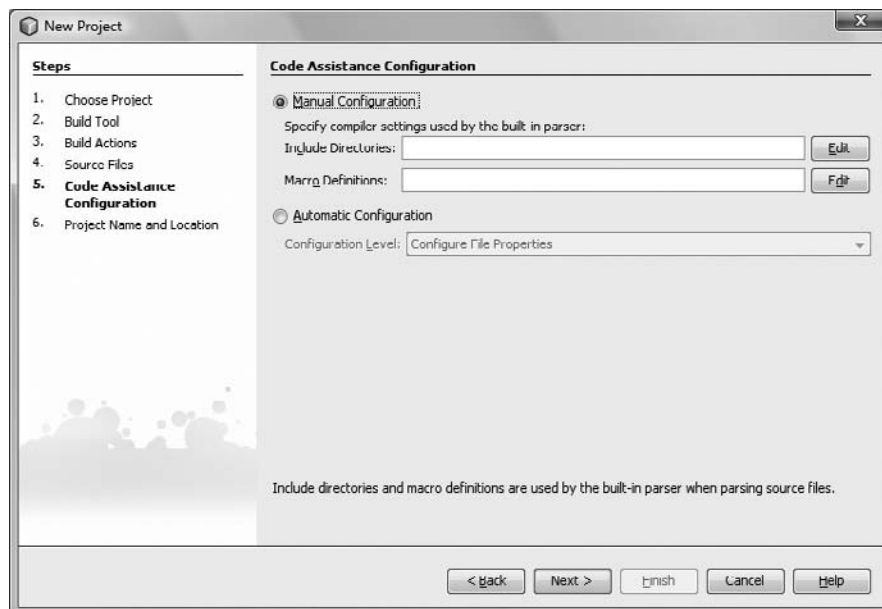 New Project
Steps
1. Choose Project
2. Build Tool
3. Build Actions
4. Source Files
5. Code Assistance
Configuration
6. Project Name and Location
Code Assistance Configuration
Manual Configuration
Specify compiler settings used by the built in parser:
Include Directories:
Edit
Macro Definitions:
Edit
Automatic Configuration
Configuration Level: Configure File Properties
Include directories and macro definitions are used by the built-in parser when parsing source files.
< Back
Next >
Finish
Cancel
Help